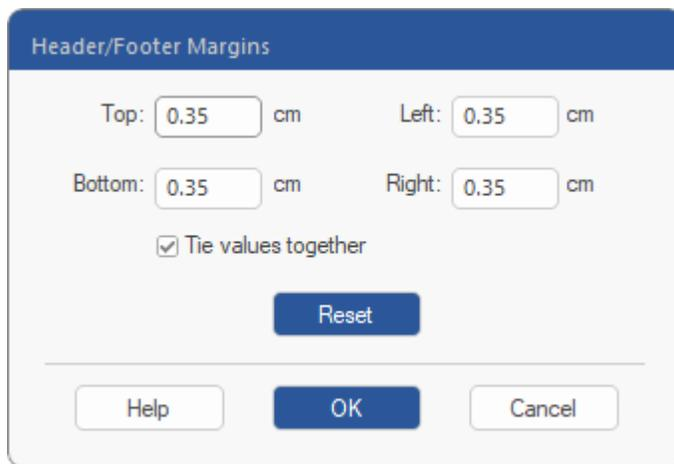 Header/Footer Margins
Top: 0.35 cm Left: 0.35 cm
Bottom: 0.35 cm Right: 0.35 cm
Tie values together
Reset
Help OK Cancel